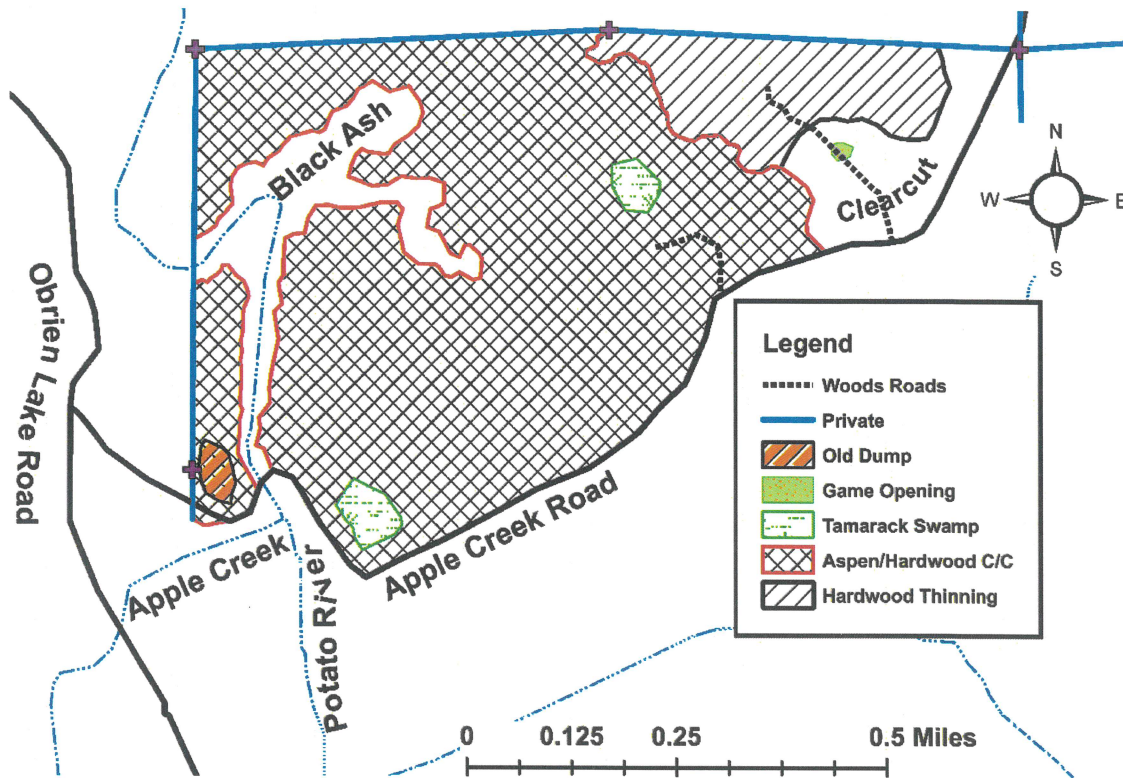 Black Ash
Clearcut
N
W
E
S
Obrien Lake Road
Apple Creek
Potato River
Apple Creek Road
Legend
Woods Roads
Private
Old Dump
Game Opening
Tamarack Swamp
Aspen/Hardwood C/C
Hardwood Thinning
0 0.125 0.25 0.5 Miles